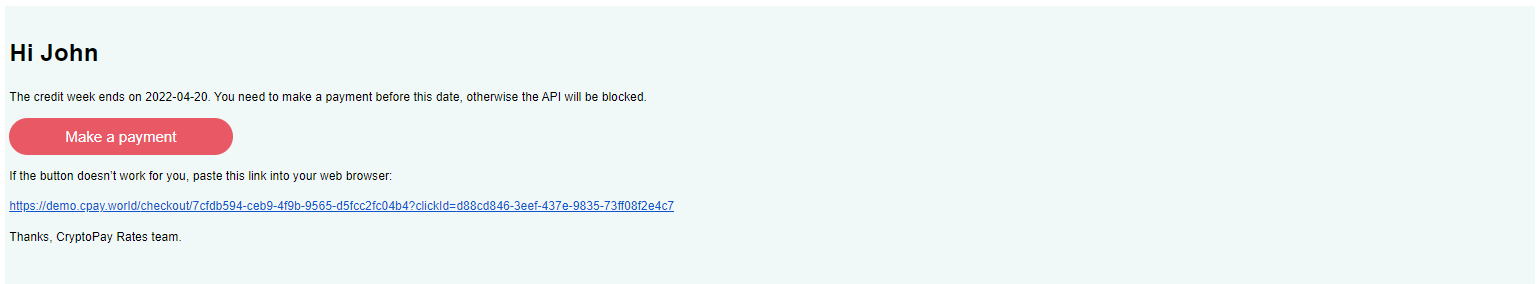 Hi John
The credit week ends on 2022-04-20. You need to make a payment before this date, otherwise the API will be blocked.
Make a payment
If the button doesn't work for you, paste this link into your web browser:
https://demo.cpay.world/checkout/7cfdb594-ceb9-4f9b-9565-d5fcc2fc04b4?clickId=d88cd846-3eef-437e-9835-73ff08f2e4c7
Thanks, CryptoPay Rates team.